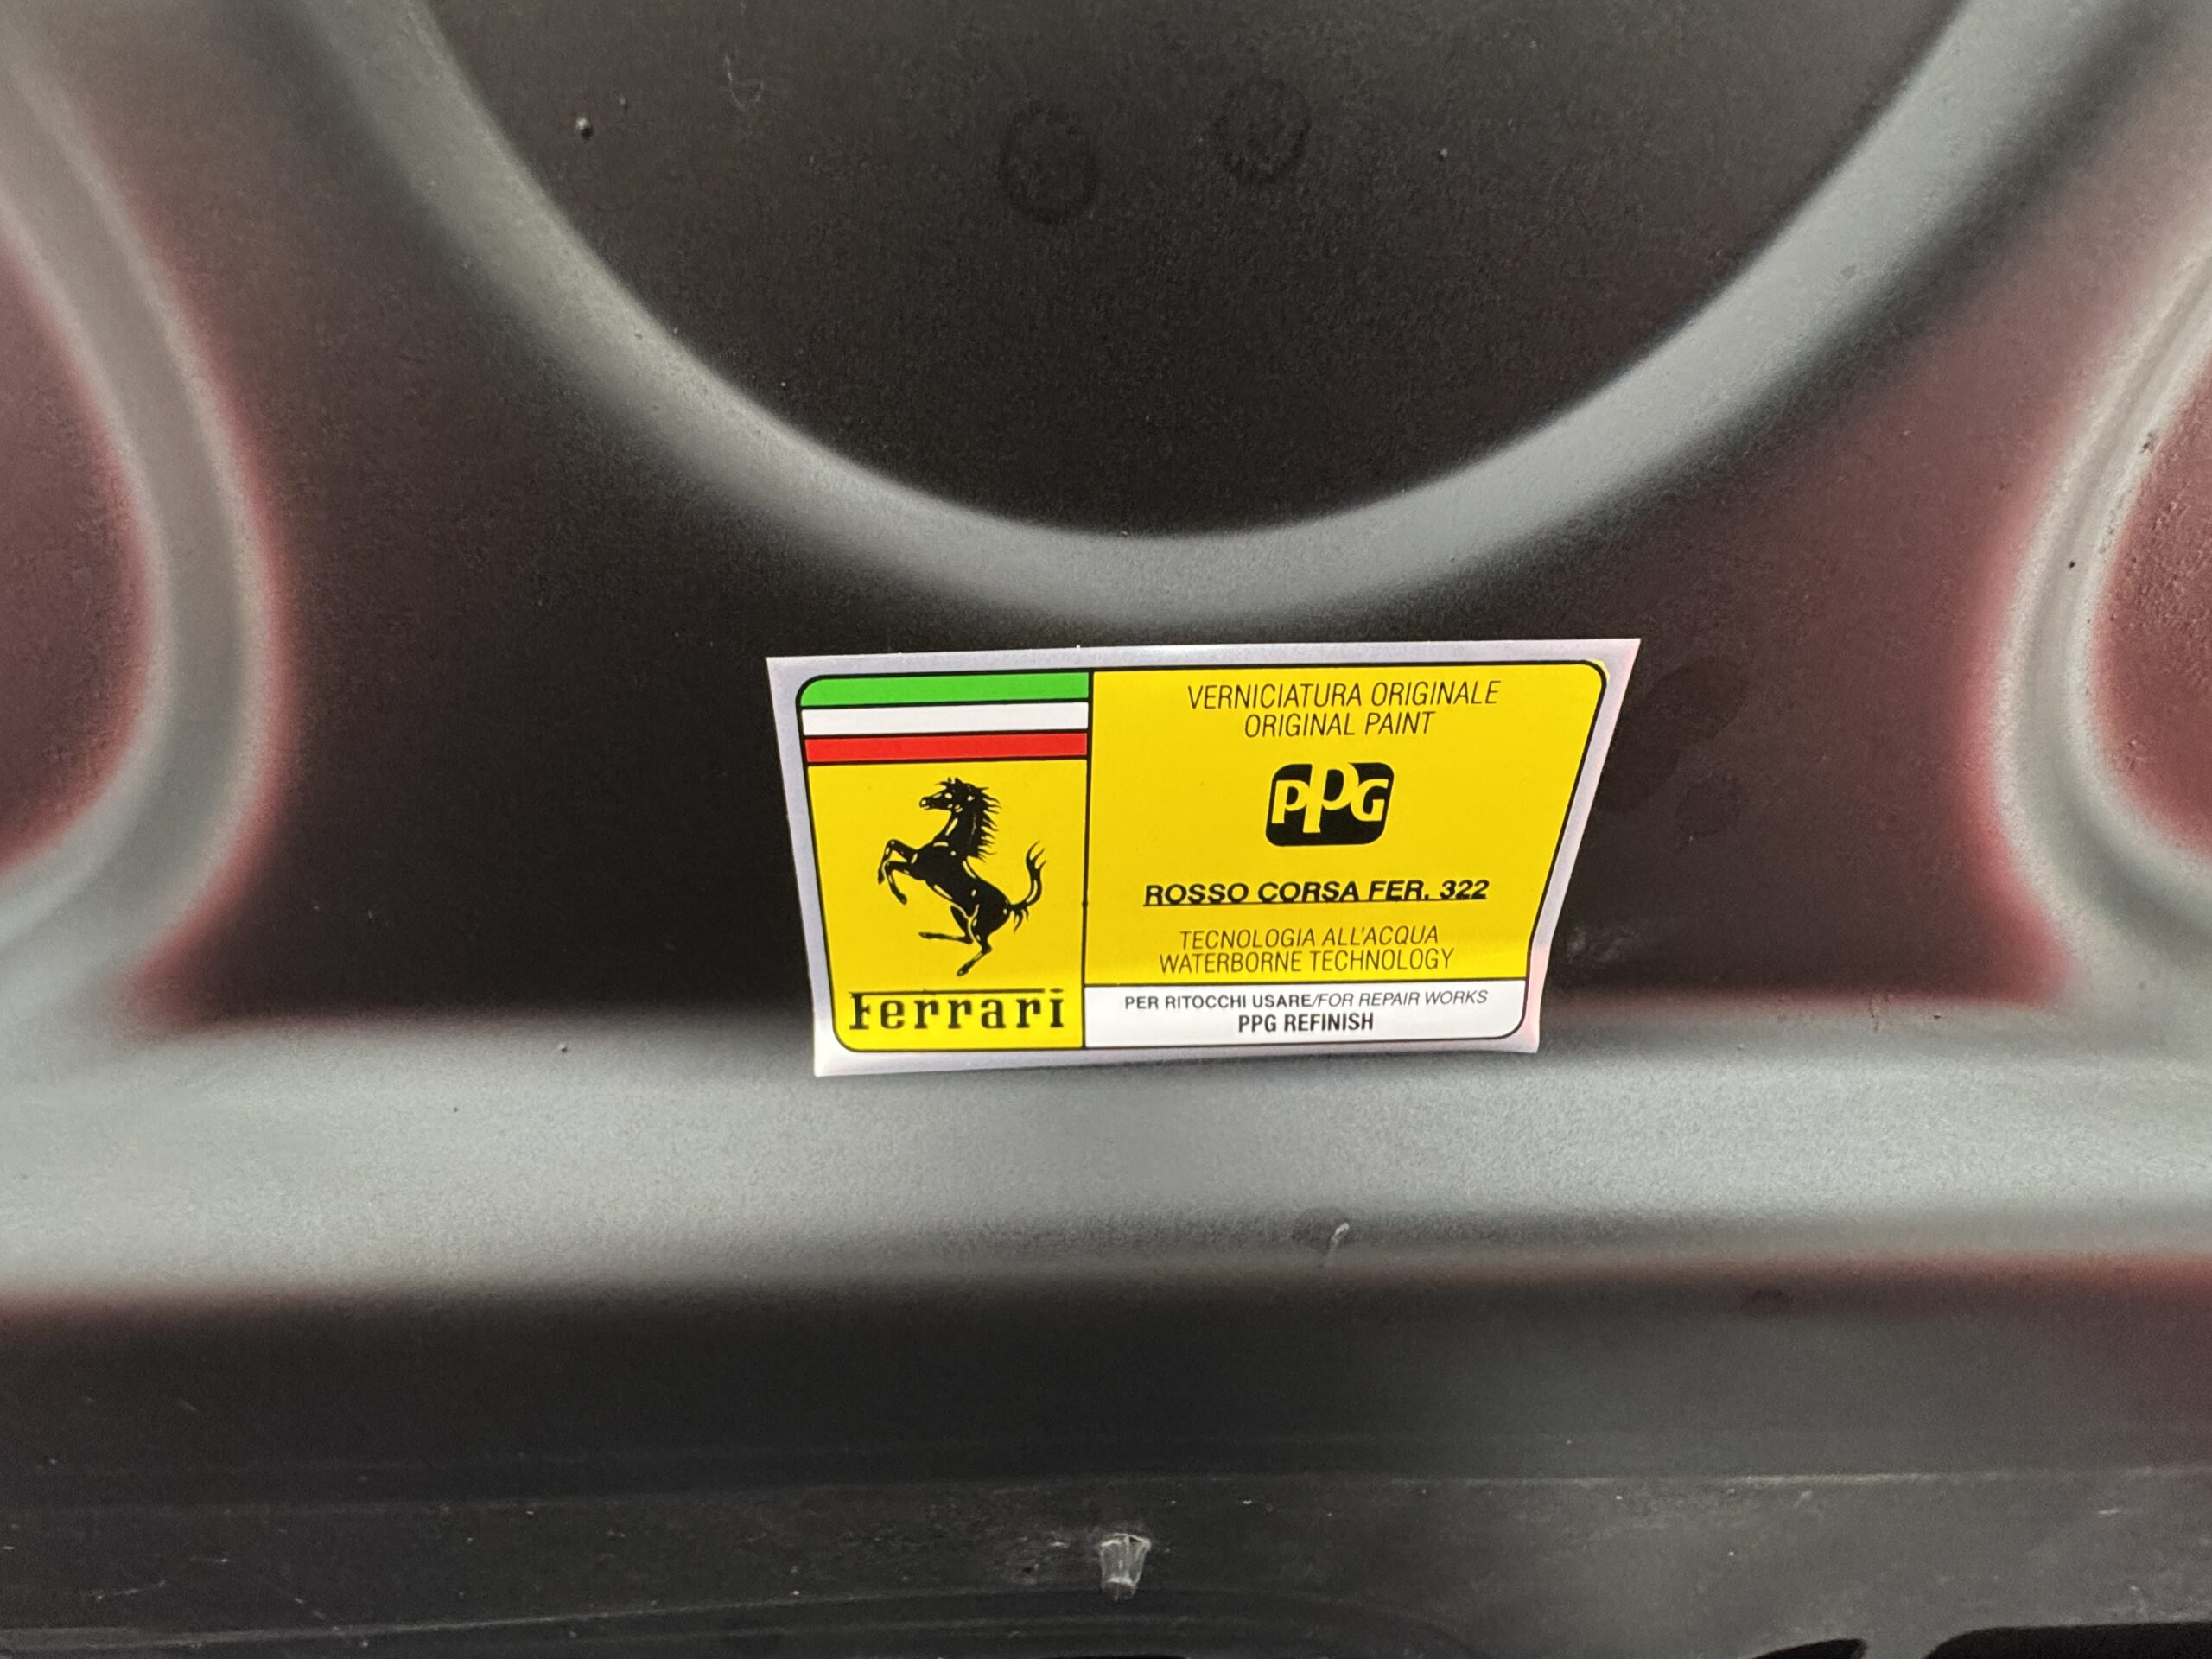 VERNICIATURA ORIGINALE
ORIGINAL PAINT
PPG
ROSSO CORSA FER. 322
TECNOLOGIA ALL'ACQUA
WATERBORNE TECHNOLOGY
PER RITOCCHI USARE/FOR REPAIR WORKS
PPG REFINISH
Ferrari